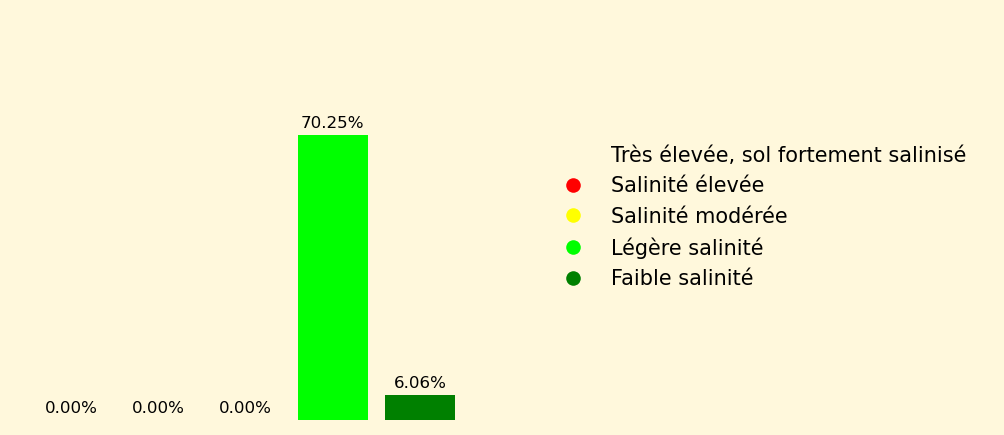 70.25%
6.06%
0.00%
0.00%
0.00%
Très élevée, sol fortement salinisé
Salinité élevée
Salinité modérée
Légère salinité
Faible salinité